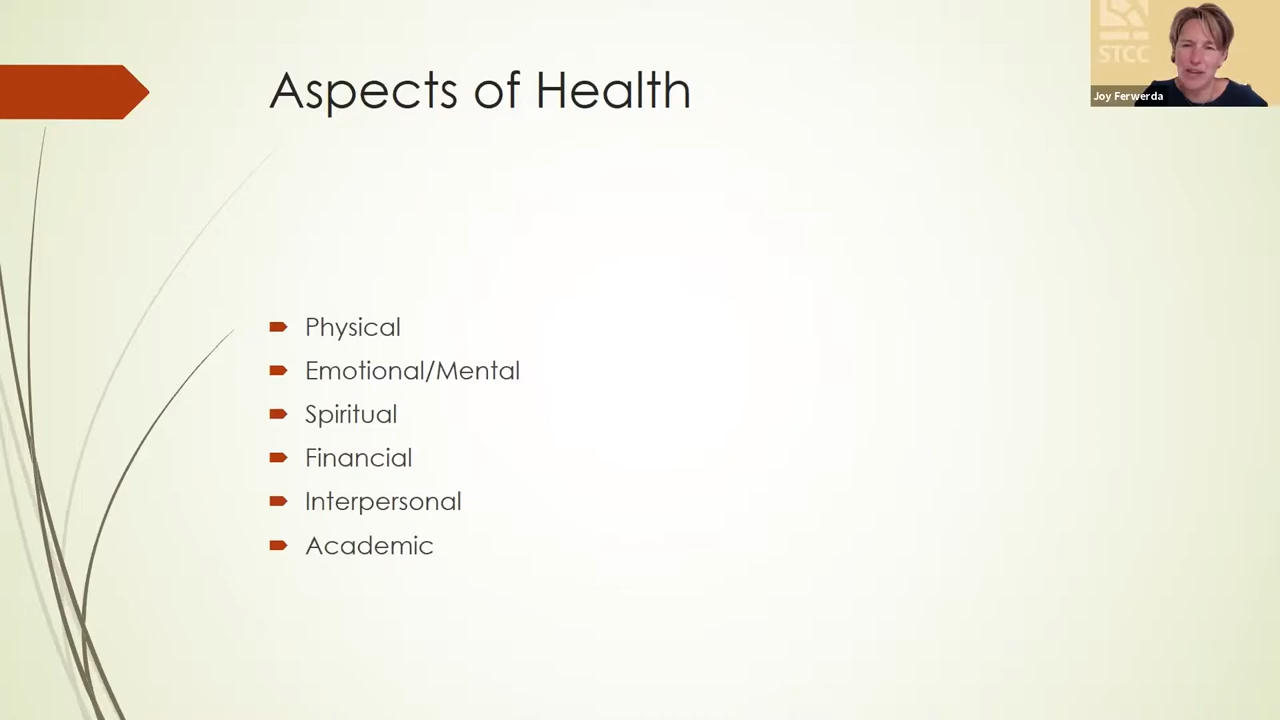 Aspects of Health
STCC
Joy Ferwerda
Physical
Emotional/Mental
Spiritual
Financial
Interpersonal
Academic